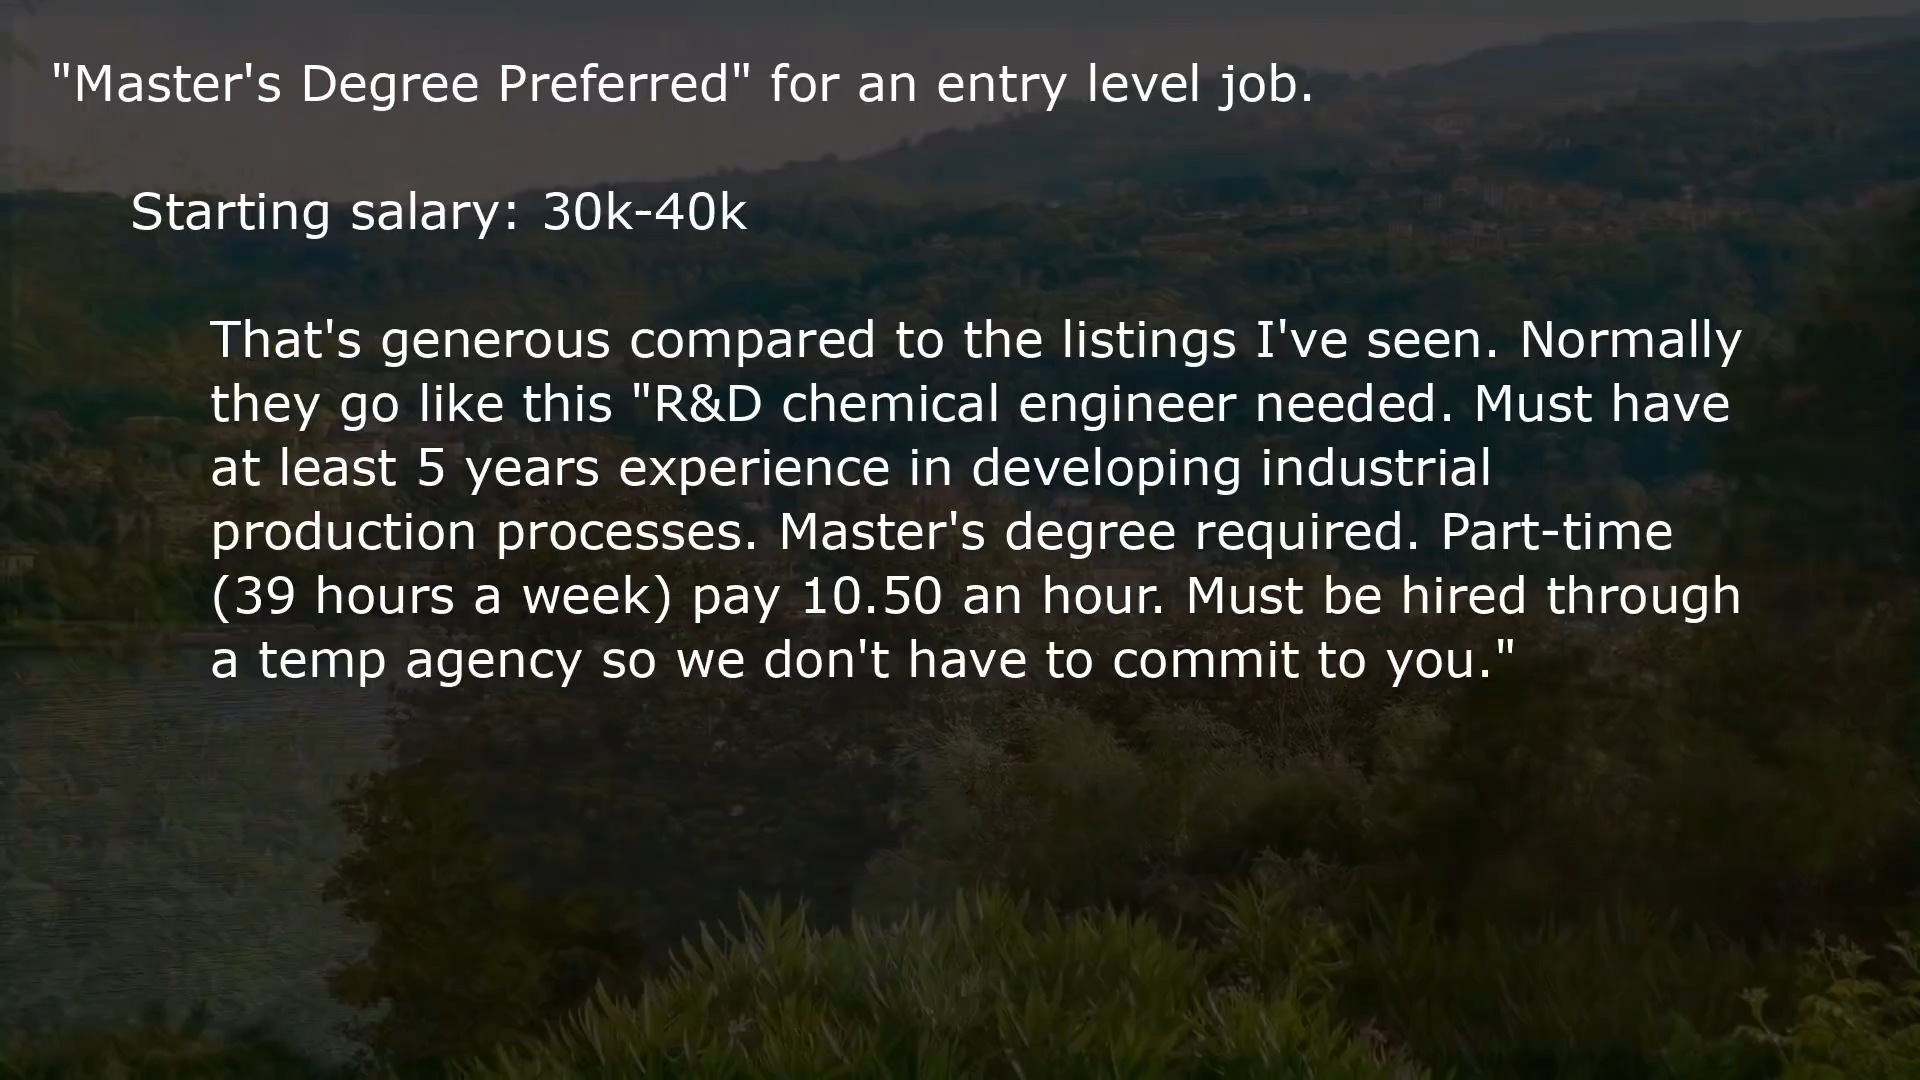 "Master's Degree Preferred" for an entry level job.
Starting salary: 30k-40k
That's generous compared to the listings I've seen. Normally
they go like this "R&D chemical engineer needed. Must have
at least 5 years experience in developing industrial
production processes. Master's degree required. Part-time
(39 hours a week) pay 10.50 an hour. Must be hired through
a temp agency so we don't have to commit to you."